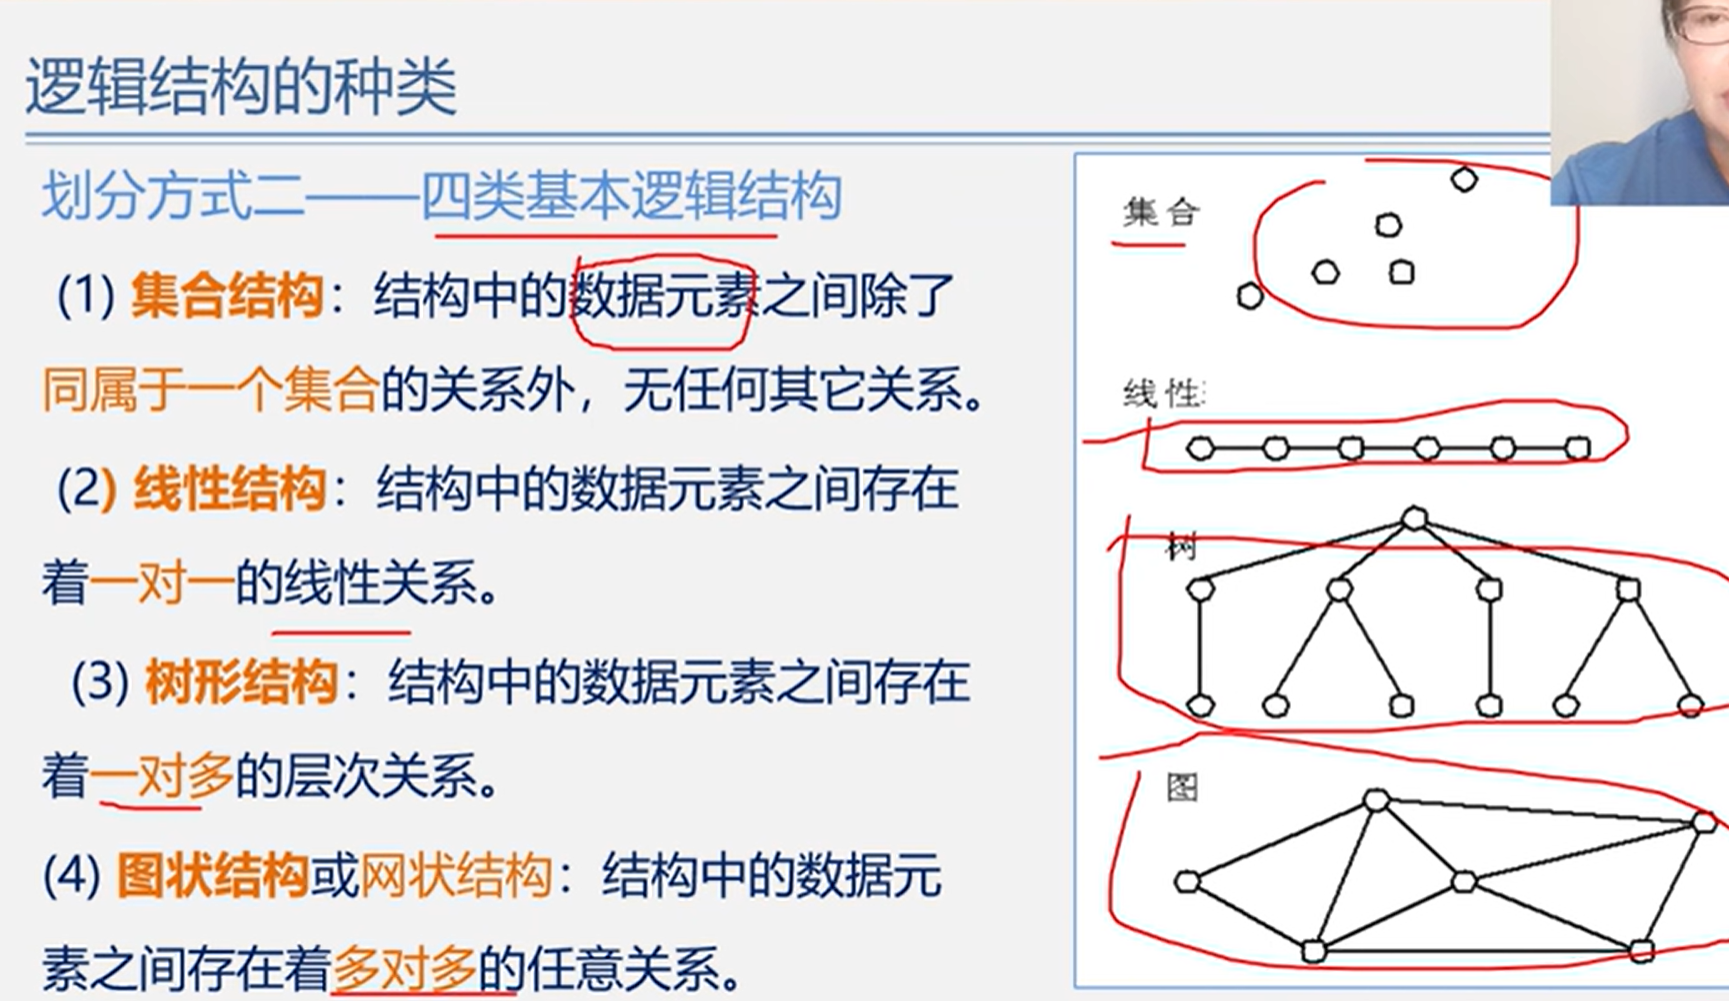 逻辑结构的种类
划分方式二——四类基本逻辑结构
(1) 集合结构：结构中的数据元素之间除了
同属于一个集合的关系外，无任何其它关系。
(2) 线性结构：结构中的数据元素之间存在
着一对一的线性关系。
(3) 树形结构：结构中的数据元素之间存在
着一对多的层次关系。
(4) 图状结构或网状结构：结构中的数据元
素之间存在着多对多的任意关系。
集合
线性
树
图